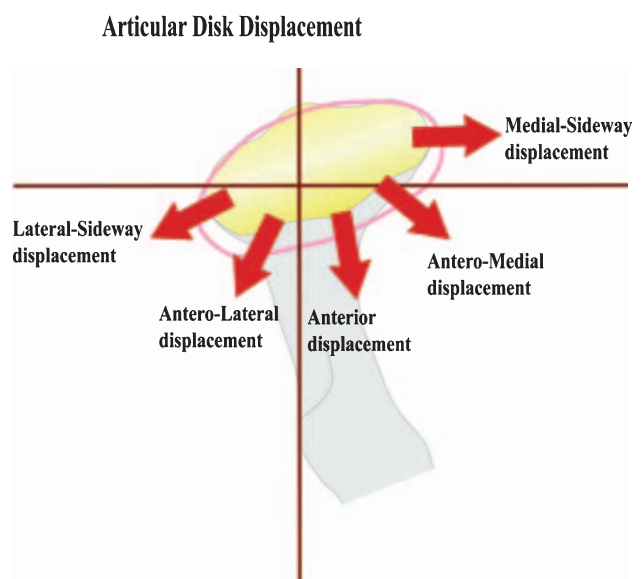 Articular Disk Displacement
Medial-Sideway
displacement
Lateral-Sideway
displacement
Antero-Medial
displacement
Antero-Lateral
displacement
Anterior
displacement